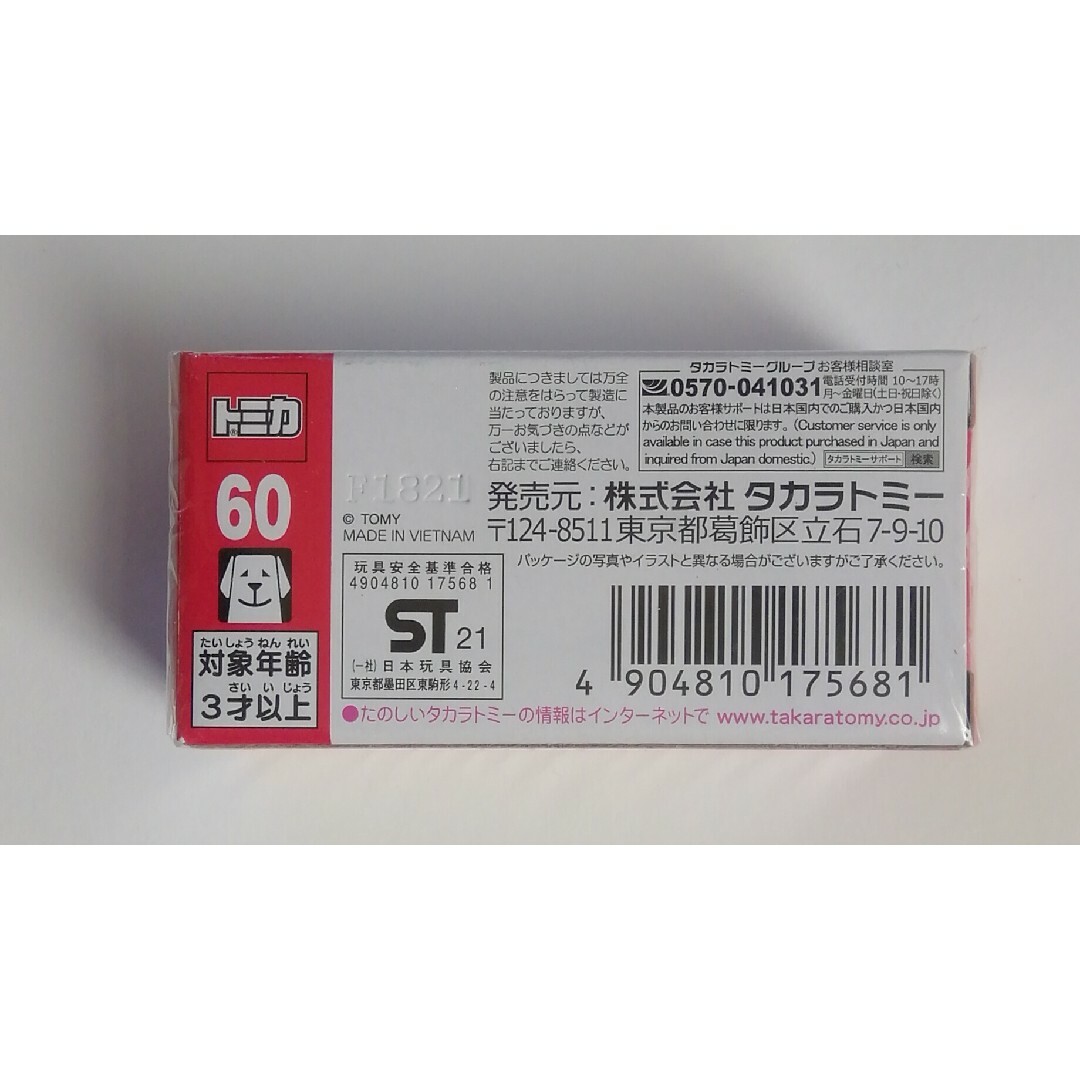 トミカ®
60
たいしょうねんれい
対象年齢
さいいじょう
3才以上
F1821
© TOMY
MADE IN VIETNAM
玩具安全基準合格
4904810 17568 1
ST 21
(一社)日本玩具協会
東京都墨田区東駒形4-22-4
製品につきましては万全
の注意をはらって製造に
当たっておりますが、
万一お気づきの点などが
ございましたら、
右記までご連絡ください。
タカラトミーグループ お客様相談室
0570-041031 電話受付時間 10〜17時
月〜金曜日(土日・祝日除く)
本製品のお客様サポートは日本国内でのご購入かつ日本国内
からのお問い合わせに限ります。(Customer service is only
available in case this product purchased in Japan and
inquired from Japan domestic.) タカラトミーサポート 検索
発売元:株式会社 タカラトミー
〒124-8511東京都葛飾区立石7-9-10
パッケージの写真やイラストと異なる場合がございますがご了承ください。
4 904810 175681
●たのしいタカラトミーの情報はインターネットで www.takaratomy.co.jp